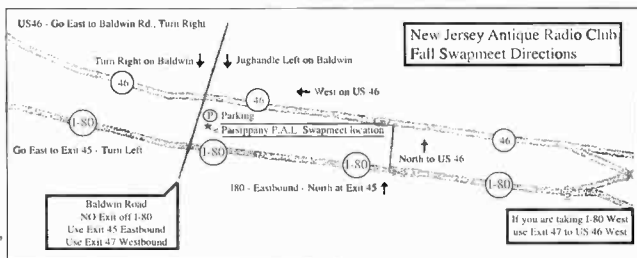 US46 - Go East to Baldwin Rd., Turn Right
New Jersey Antique Radio Club
Fall Swapmeet Directions
Turn Right on Baldwin
Jughandle Left on Baldwin
46
46
West on US 46
P Parking
Parsippany P.A.L. Swapmeet location
I-80
46
Go East to Exit 45 - Turn Left
I-80
I-80
North to US 46
I80 - Eastbound - North at Exit 45
I-80
Baldwin Road
NO Exit off I-80
Use Exit 45 Eastbound
Use Exit 47 Westbound
If you are taking I-80 West
use Exit 47 to US 46 West